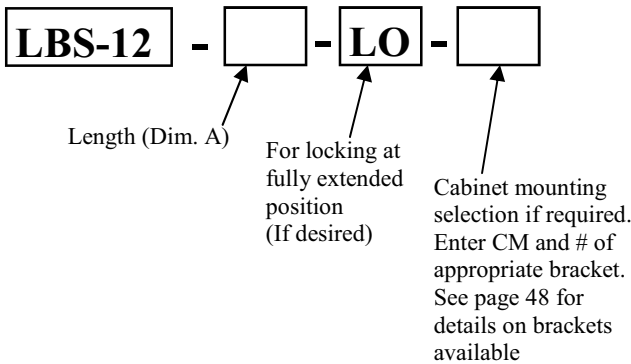 LBS-12 - - LO -
Length (Dim. A)
For locking at
fully extended
position
(If desired)
Cabinet mounting
selection if required.
Enter CM and # of
appropriate bracket.
See page 48 for
details on brackets
available